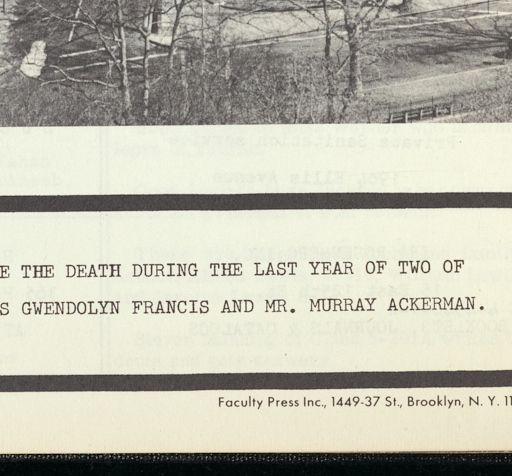 E THE DEATH DURING THE LAST YEAR OF TWO OF
S GWENDOLYN FRANCIS AND MR. MURRAY ACKERMAN.
Faculty Press Inc., 1449-37 St., Brooklyn, N. Y. 11